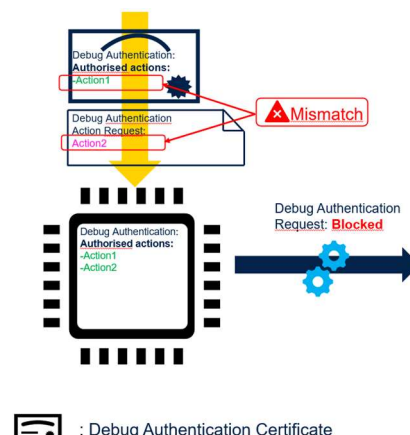 Debug Authentication:
Authorised actions:
-Action1
Debug Authentication
Action Request:
Action2
Mismatch
Debug Authentication:
Authorised actions:
-Action1
-Action2
Debug Authentication
Request: Blocked
: Debug Authentication Certificate